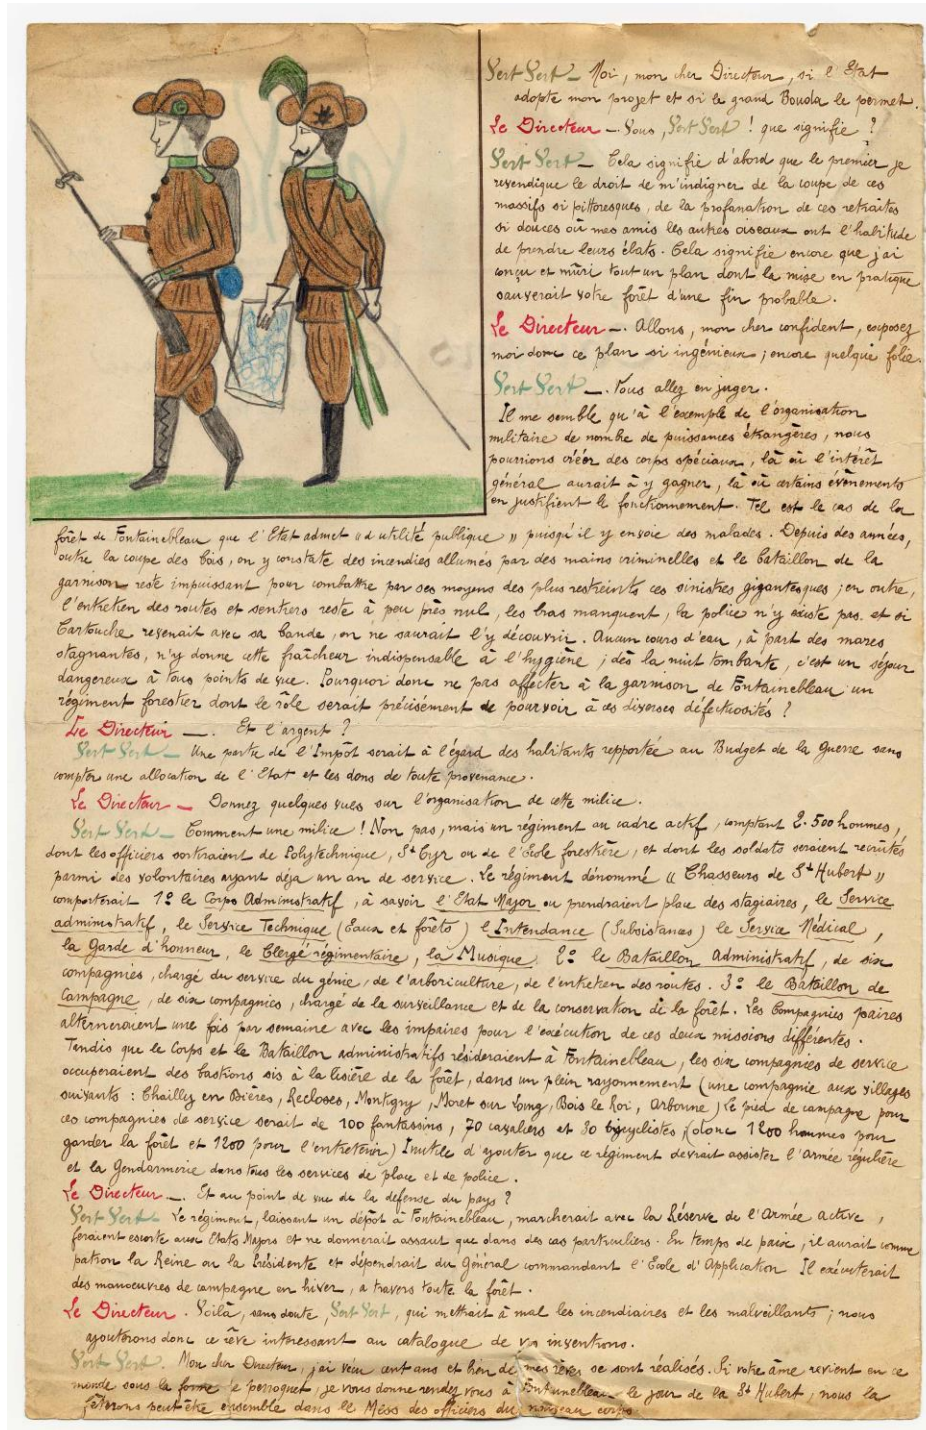 Vert Vert — Moi, mon cher Directeur, si l'Etat
adopte mon projet et si le grand Bouda le permet.
Le Directeur —. Vous, Vert Vert ! que signifie ?
Vert Vert — Cela signifie d'abord que le premier je
revendique le droit de m'indigner de la coupe de ces
massifs si pittoresques, de la profanation de ces retraites
si douces où mes amis les autres oiseaux ont l'habitude
de prendre leurs ébats. Cela signifie encore que j'ai
conçu et mûri tout un plan dont la mise en pratique
sauverait votre forêt d'une fin probable.
Le Directeur —. Allons, mon cher confident, exposez
moi donc ce plan si ingénieux ; encore quelque folie.
Vert Vert —. Vous allez en juger.
Il me semble qu'à l'exemple de l'organisation
militaire de nombre de puissances étrangères, nous
pourrions créer des corps spéciaux, là où l'intérêt
général aurait à y gagner, là où certains évènements
en justifient le fonctionnement. Tel est le cas de la
forêt de Fontainebleau que l'Etat admet "d'utilité publique" puisqu'il y envoie des malades. Depuis des années,
outre la coupe des bois, on y constate des incendies allumés par des mains criminelles et le bataillon de la
garnison reste impuissant pour combattre par ses moyens des plus restreints ces sinistres gigantesques ; en outre,
l'entretien des routes et sentiers reste à peu près nul, les bras manquent, la police n'y existe pas et si
Cartouche revenait avec sa bande, on ne saurait l'y découvrir. Aucun cours d'eau, à part des mares
stagnantes, n'y donne cette fraîcheur indispensable à l'hygiène ; dès la nuit tombante, c'est un séjour
dangereux à tous points de vue. Pourquoi donc ne pas affecter à la garnison de Fontainebleau un
régiment forestier dont le rôle serait précisément de pourvoir à ces diverses défectuosités ?
Le Directeur —. Et l'argent ?
Vert Vert — Une partie de l'Impôt serait à l'égard des habitants reportée au Budget de la Guerre sans
compter une allocation de l'Etat et les dons de toute provenance.
Le Directeur — Donnez quelques vues sur l'organisation de cette milice.
Vert Vert — Comment une milice ! Non pas, mais un régiment au cadre actif, comptant 2.500 hommes,
dont les officiers sortiraient de Polytechnique, St Cyr ou de l'école forestière, et dont les soldats seraient recrutés
parmi des volontaires ayant déja un an de service. Le régiment dénommé "Chasseurs de St Hubert"
comporterait 1º le Corps Administratif, à savoir l'Etat Major ou prendraient place des stagiaires, le Service
administratif, le Service Technique (Eaux et forêts) l'Intendance (Subsistances) le Service Médical,
la Garde d'honneur, le Clergé régimentaire, la Musique. 2º le Bataillon Administratif, de six
compagnies, chargé du service du génie, de l'arboriculture, de l'entretien des routes. 3º le Bataillon de
Campagne, de six compagnies, chargé de la surveillance et de la conservation de la forêt. Les Compagnies paires
alterneraient une fois par semaine avec les impaires pour l'exécution de ces deux missions différentes.
Tandis que le Corps et le Bataillon administratifs résideraient à Fontainebleau, les six compagnies de service
occuperaient des bastions sis à la lisière de la forêt, dans un plein rayonnement (une compagnie aux villages
suivants : Chailly en Bières, Recloses, Montigny, Moret sur Loing, Bois le Roi, Arbonne) Le pied de campagne pour
ces compagnies de service serait de 100 fantassins, 70 cavaliers et 30 bicyclistes (donc 1200 hommes pour
garder la forêt et 1200 pour l'entretenir) Inutile d'ajouter que ce régiment devrait assister l'Armée régulière
et la Gendarmerie dans tous les services de place et de police.
Le Directeur —. Et au point de vue de la défense du pays ?
Vert Vert — Le régiment, laissant un dépôt à Fontainebleau, marcherait avec la Réserve de l'Armée active,
feraient escorte aux Etats Majors et ne donnerait assaut que dans des cas particuliers. En temps de paix, il aurait comme
patron la Reine ou la Présidente et dépendrait du Général commandant l'Ecole d'Application Il exécuterait
des manœuvres de campagne en hiver, à travers toute la forêt.
Le Directeur. Voilà, sans doute, Vert Vert, qui mettrait à mal les incendiaires et les malveillants ; nous
ajouterons donc ce rêve intéressant au catalogue de vos inventions.
Vert Vert. Mon cher Directeur, j'ai vécu cent ans et bien de mes rêves se sont réalisés. Si votre âme revient en ce
monde sous la forme de perroquet, je vous donne rendez vous à Fontainebleau le jour de la St Hubert, nous la
fêterons peut être ensemble dans le Mess des officiers du nouveau corps